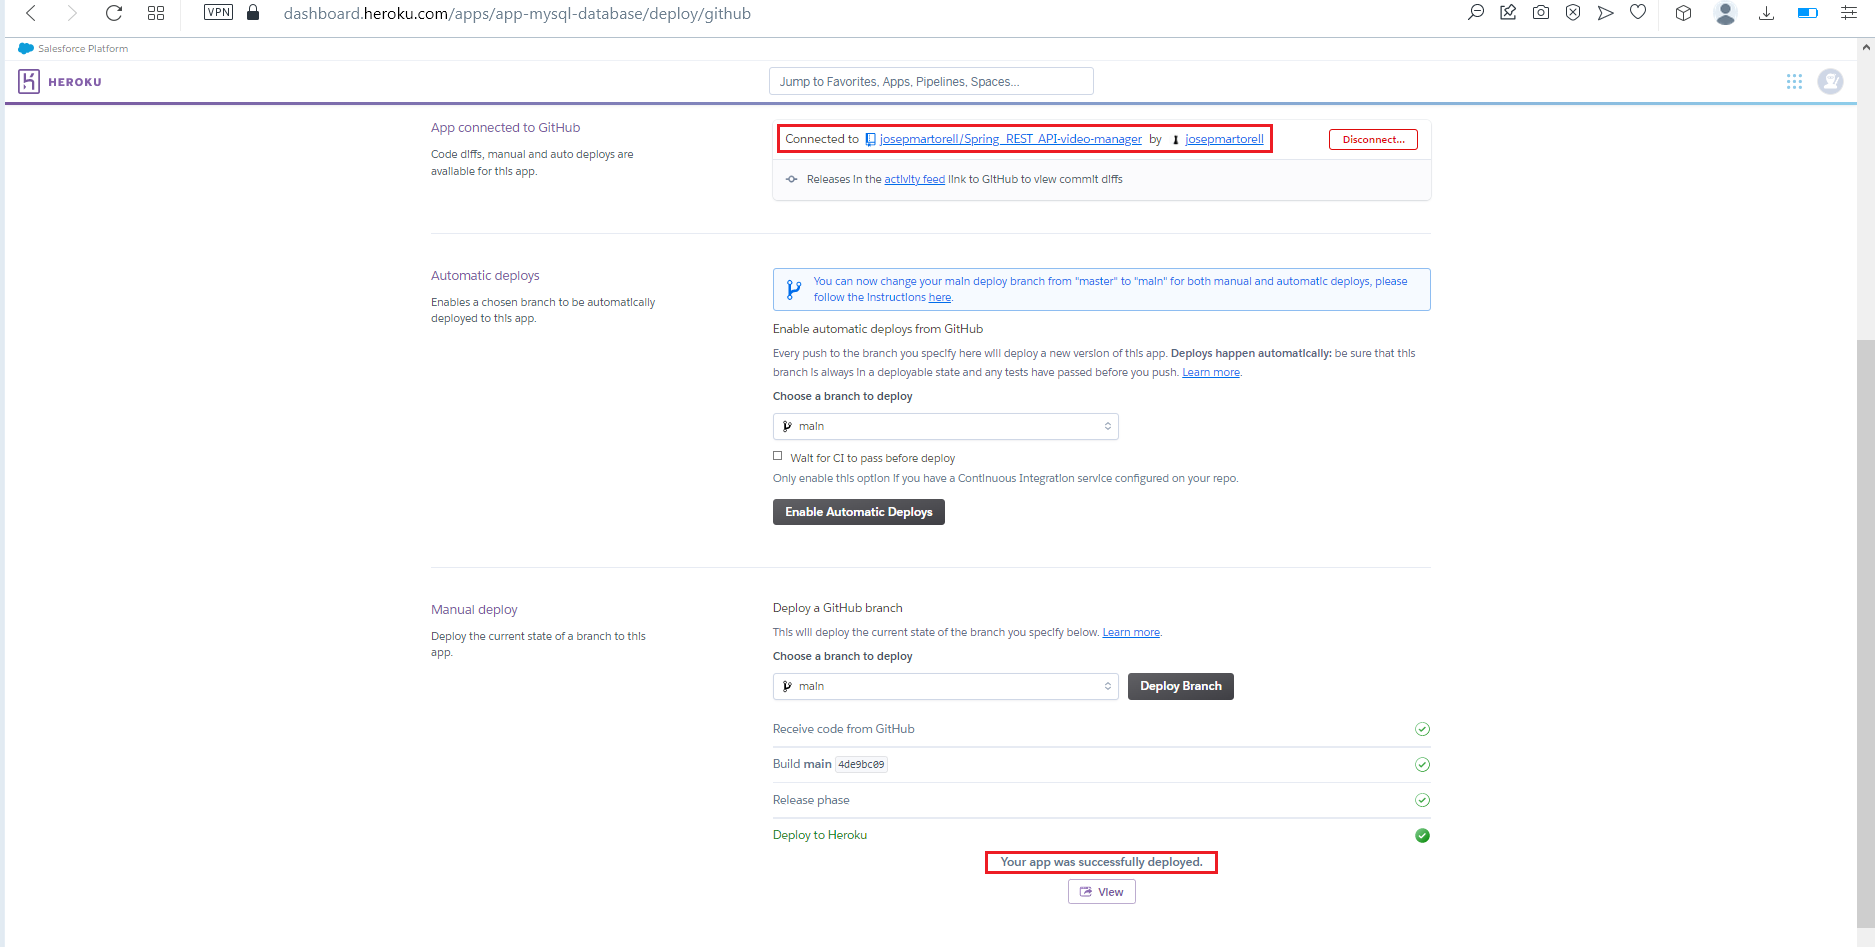 VPN
dashboard.heroku.com/apps/app-mysql-database/deploy/github
Salesforce Platform
HEROKU
Jump to Favorites, Apps, Pipelines, Spaces...
App connected to GitHub
Code diffs, manual and auto deploys are
available for this app.
Connected to josepmartorell/Spring_REST_API-video-manager by josepmartorell
Disconnect...
Releases in the activity feed link to GitHub to view commit diffs
Automatic deploys
Enables a chosen branch to be automatically
deployed to this app.
You can now change your main deploy branch from "master" to "main" for both manual and automatic deploys, please
follow the instructions here.
Enable automatic deploys from GitHub
Every push to the branch you specify here will deploy a new version of this app. Deploys happen automatically: be sure that this
branch is always in a deployable state and any tests have passed before you push. Learn more.
Choose a branch to deploy
main
Wait for CI to pass before deploy
Only enable this option if you have a Continuous Integration service configured on your repo.
Enable Automatic Deploys
Manual deploy
Deploy the current state of a branch to this
app.
Deploy a GitHub branch
This will deploy the current state of the branch you specify below. Learn more.
Choose a branch to deploy
main
Deploy Branch
Receive code from GitHub
Build main 4de9bc09
Release phase
Deploy to Heroku
Your app was successfully deployed.
View